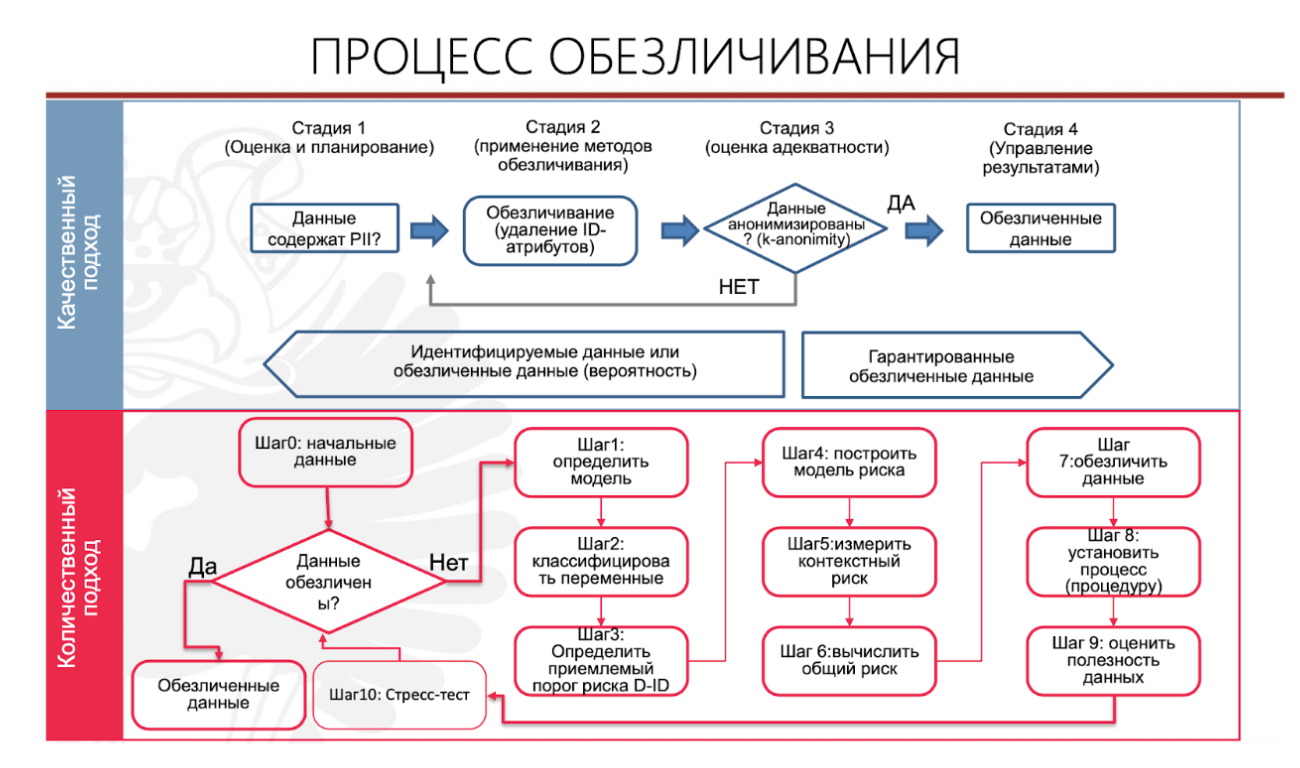 ПРОЦЕСС ОБЕЗЛИЧИВАНИЯ
Качественный
подход
Стадия 1
(Оценка и планирование)
Стадия 2
(применение методов
обезличивания)
Стадия 3
(оценка адекватности)
Стадия 4
(Управление
результатами)
Данные
содержат PII?
Обезличивание
(удаление ID-
атрибутов)
Данные
анонимизированы
? (k-anonimity)
ДА
Обезличенные
данные
НЕТ
Идентифицируемые данные или
обезличенные данные (вероятность)
Гарантированные
обезличенные данные
Количественный
подход
Шаг0: начальные
данные
Да
Данные
обезличен
ы?
Нет
Обезличенные
данные
Шаг10: Стресс-тест
Шаг1:
определить
модель
Шаг2:
классифицирова
ть переменные
Шаг3:
Определить
приемлемый
порог риска D-ID
Шаг4: построить
модель риска
Шаг5:измерить
контекстный
риск
Шаг 6:вычислить
общий риск
Шаг
7:обезличить
данные
Шаг 8:
установить
процесс
(процедуру)
Шаг 9: оценить
полезность
данных